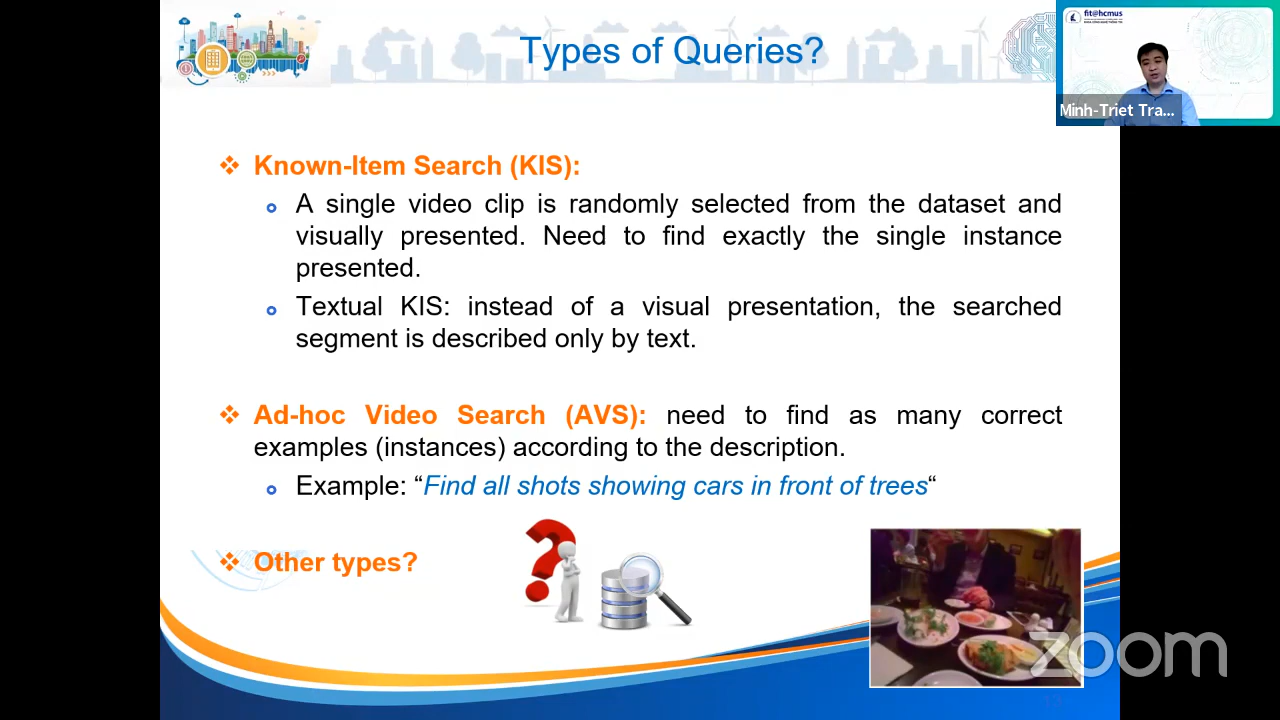 Types of Queries?
fit@hcmus
Minh-Triet Tra...
Known-Item Search (KIS):
A single video clip is randomly selected from the dataset and
visually presented. Need to find exactly the single instance
presented.
Textual KIS: instead of a visual presentation, the searched
segment is described only by text.
Ad-hoc Video Search (AVS): need to find as many correct
examples (instances) according to the description.
Example: “Find all shots showing cars in front of trees“
Other types?
zoom